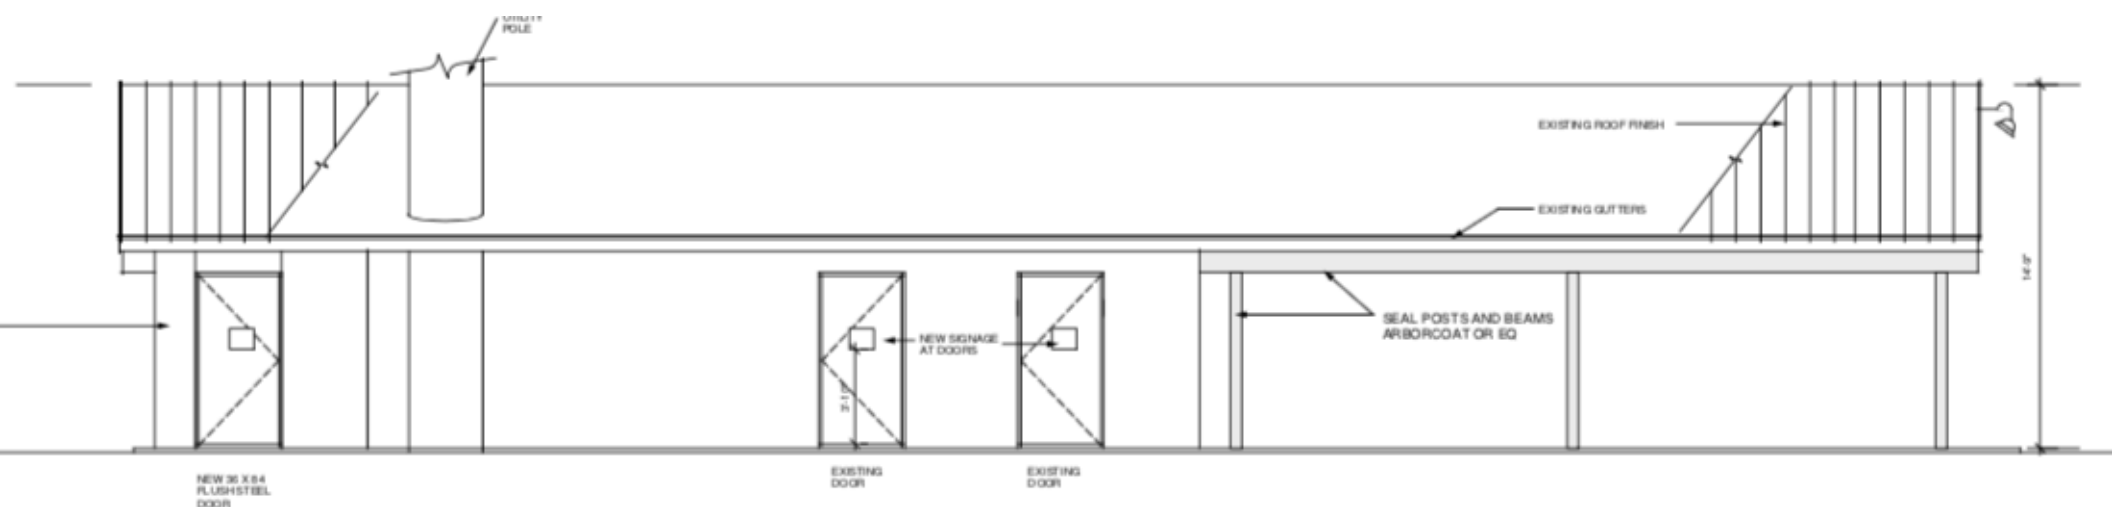 UTILITY
POLE
EXISTING ROOF FINISH
EXISTING GUTTERS
NEW SIGNAGE
AT DOORS
SEAL POSTS AND BEAMS
ARBORCOAT OR EQ
NEW 36 X 84
FLUSH STEEL
DOOR
EXISTING
DOOR
EXISTING
DOOR